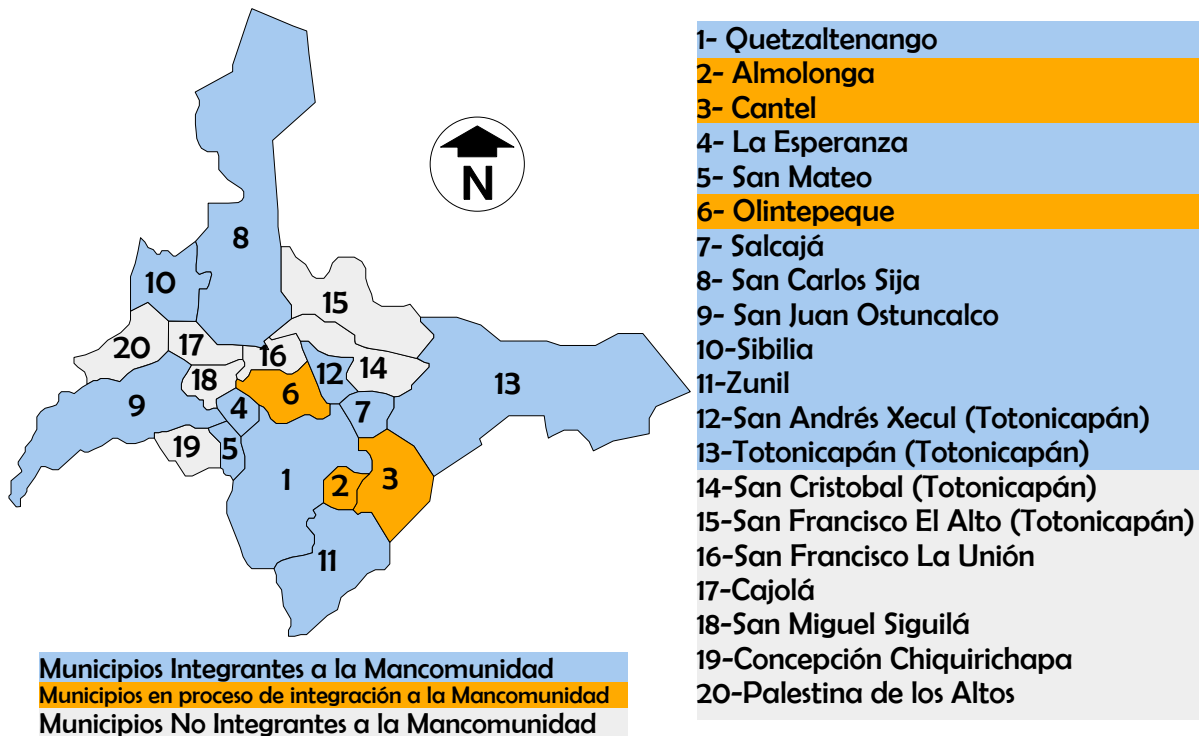 1- Quetzaltenango
2- Almolonga
3- Cantel
4- La Esperanza
5- San Mateo
6- Olintepeque
7- Salcajá
8- San Carlos Sija
9- San Juan Ostuncalco
10-Sibilia
11-Zunil
12-San Andrés Xecul (Totonicapán)
13-Totonicapán (Totonicapán)
14-San Cristobal (Totonicapán)
15-San Francisco El Alto (Totonicapán)
16-San Francisco La Unión
17-Cajolá
18-San Miguel Siguilá
19-Concepción Chiquirichapa
20-Palestina de los Altos
N
8
10
15
20
17
16
12
14
13
18
6
9
4
7
19
5
1
2
3
11
Municipios Integrantes a la Mancomunidad
Municipios en proceso de integración a la Mancomunidad
Municipios No Integrantes a la Mancomunidad